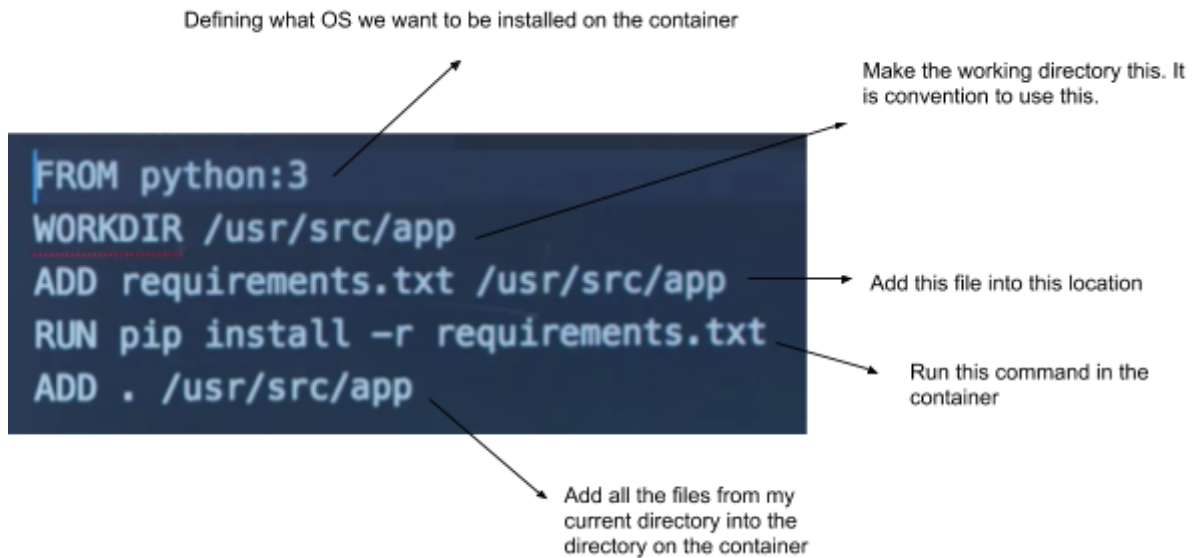 Defining what OS we want to be installed on the container
Make the working directory this. It
is convention to use this.
FROM python:3
WORKDIR /usr/src/app
ADD requirements.txt /usr/src/app
Add this file into this location
RUN pip install -r requirements.txt
Run this command in the
container
ADD . /usr/src/app
Add all the files from my
current directory into the
directory on the container